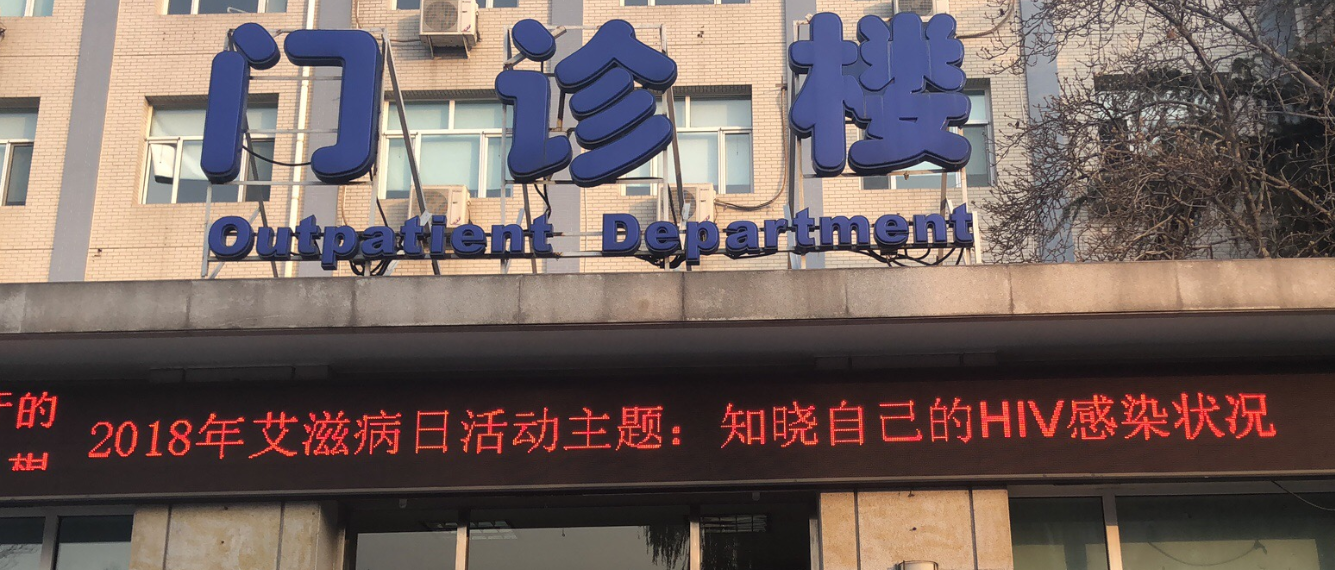 门诊楼
Outpatient Department
的
2018年艾滋病日活动主题：知晓自己的HIV感染状况